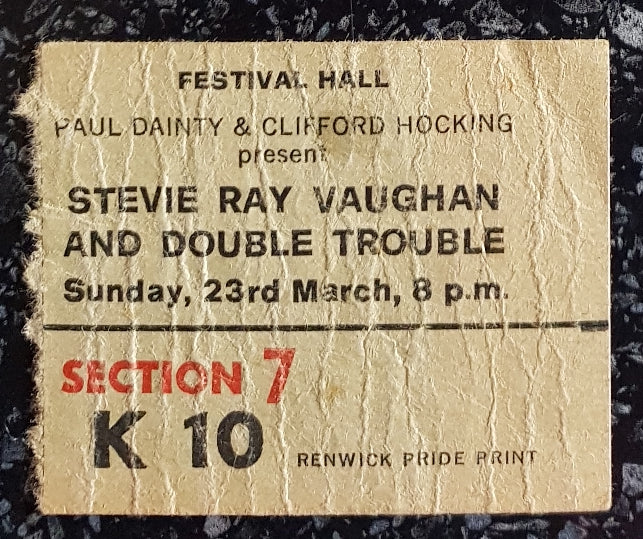 FESTIVAL HALL
PAUL DAINTY & CLIFFORD HOCKING
present
STEVIE RAY VAUGHAN
AND DOUBLE TROUBLE
Sunday, 23rd March, 8 p.m.
SECTION 7
K 10
RENWICK PRIDE PRINT